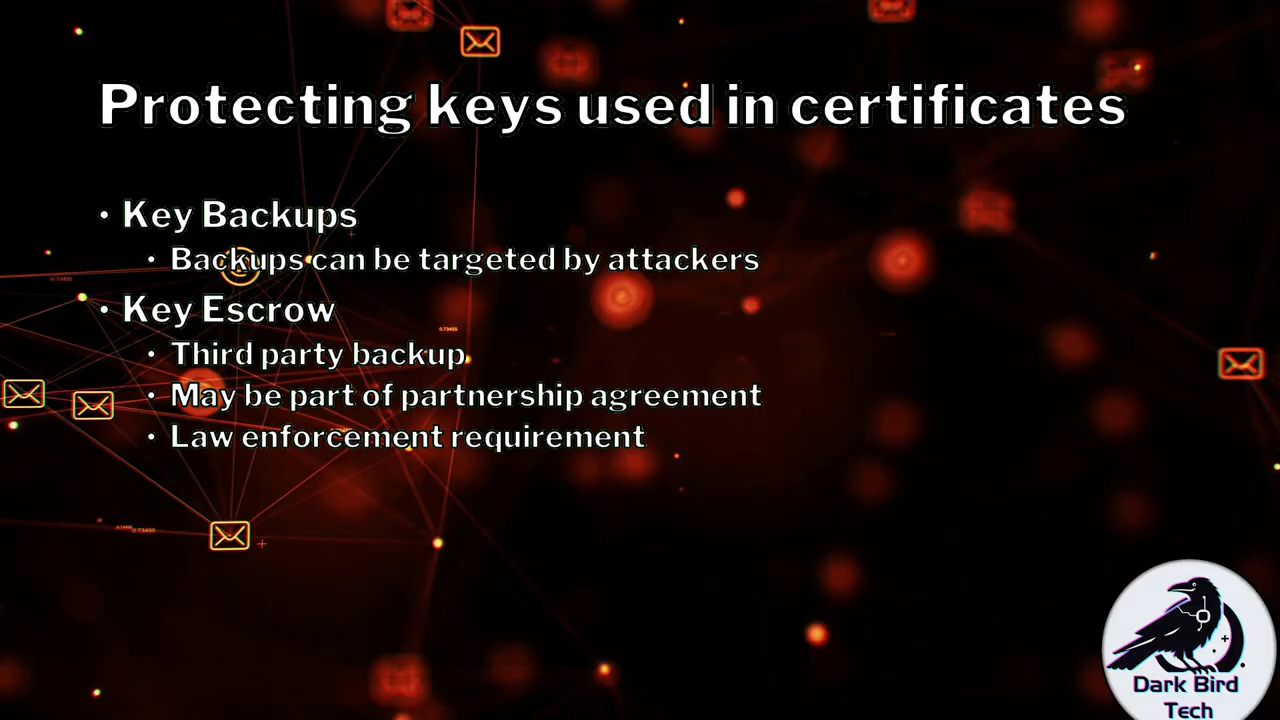 Protecting keys used in certificates
• Key Backups
• Backups can be targeted by attackers
• Key Escrow
• Third party backup
• May be part of partnership agreement
• Law enforcement requirement
Dark Bird
Tech